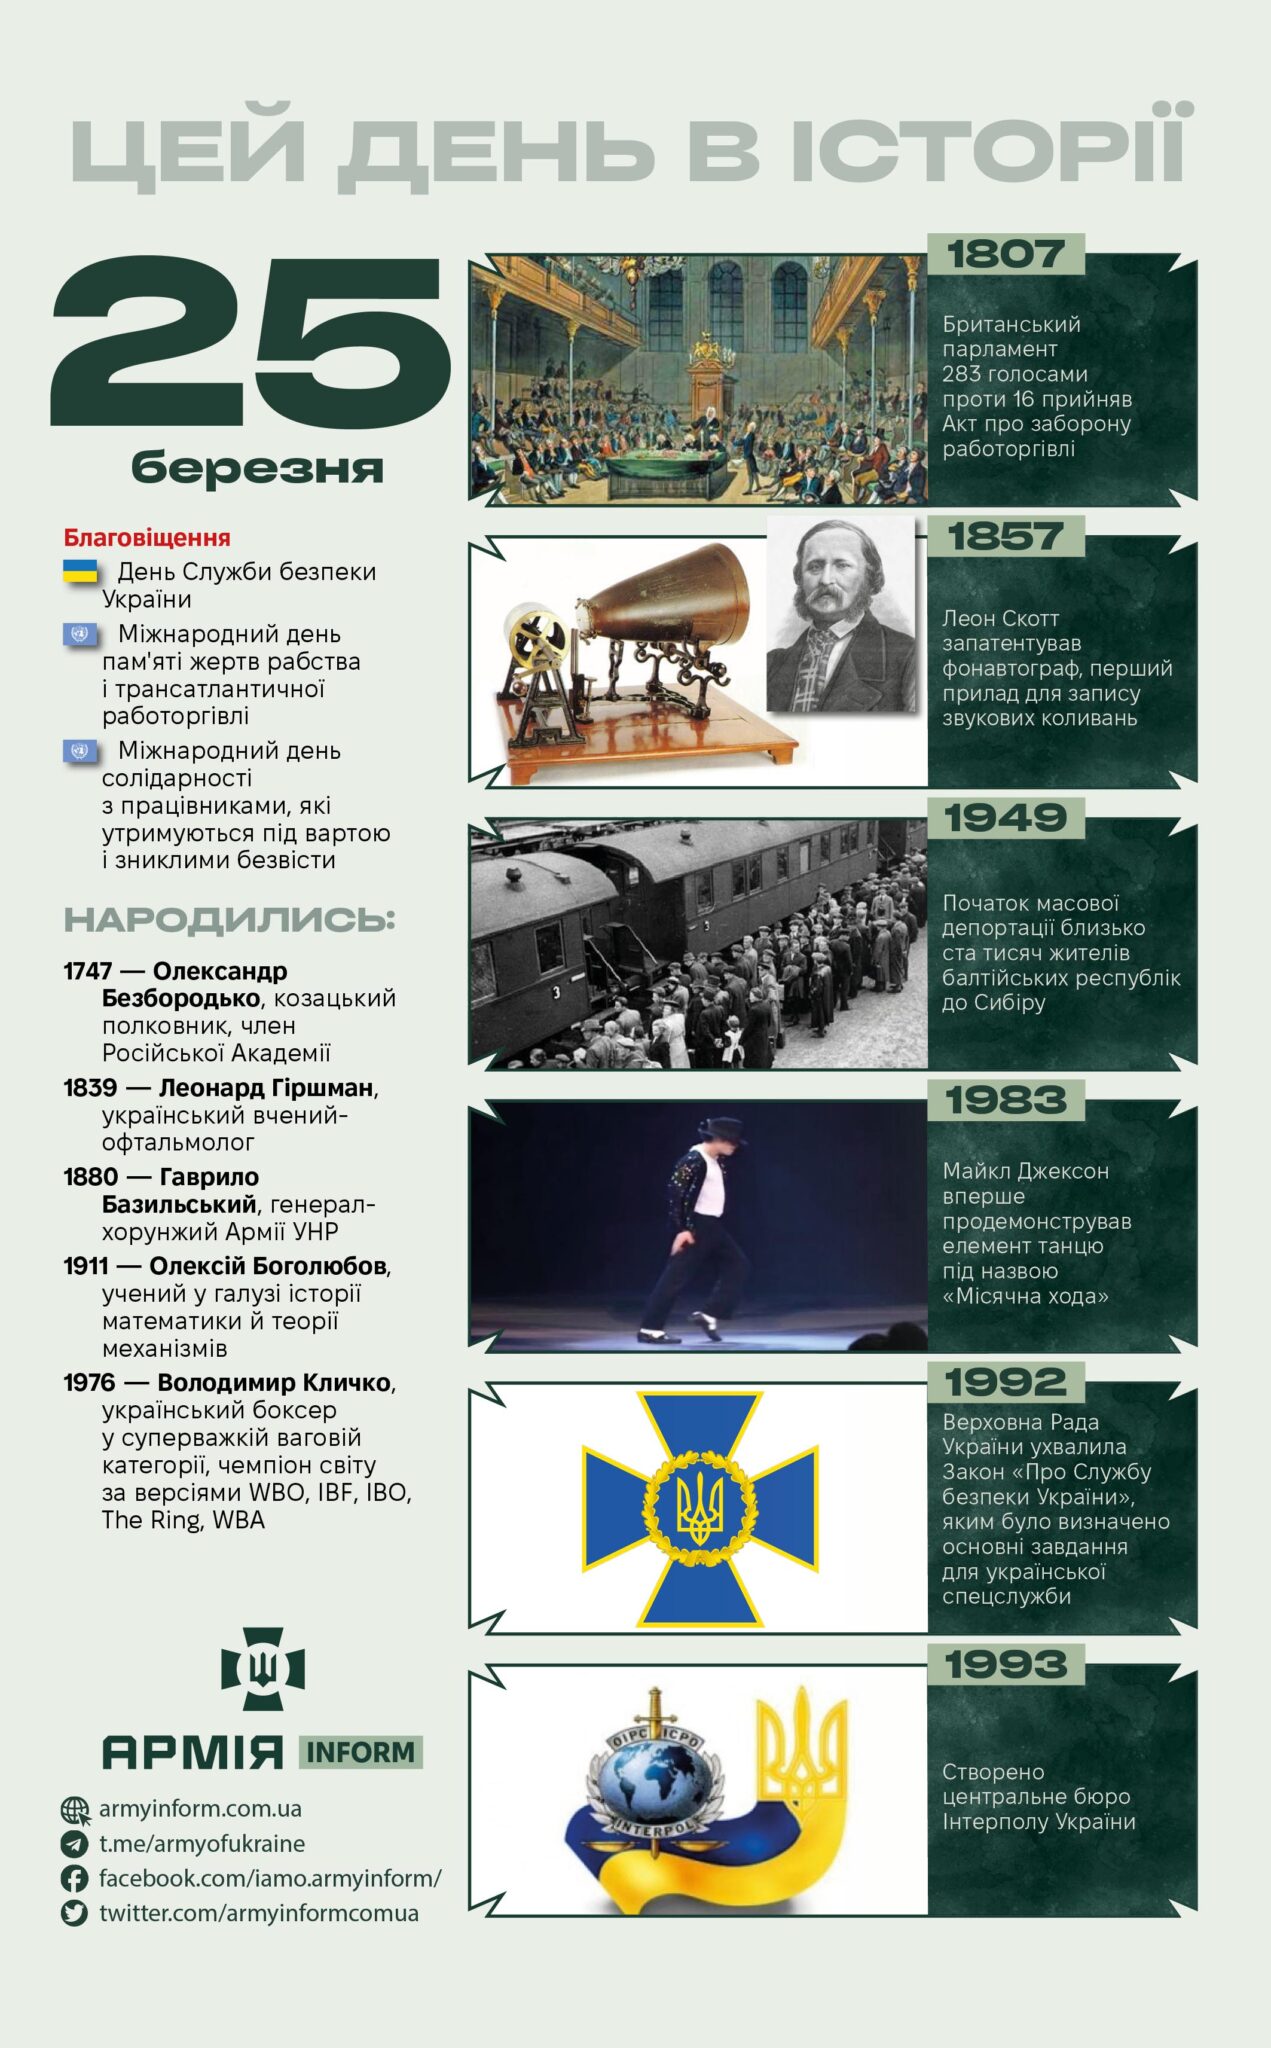 ЦЕЙ ДЕНЬ В ІСТОРІЇ
25
березня
Благовіщення
День Служби безпеки
України
Міжнародний день
пам'яті жертв рабства
і трансатлантичної
работоргівлі
Міжнародний день
солідарності
з працівниками, які
утримуються під вартою
і зниклими безвісти
НАРОДИЛИСЬ:
1747 — Олександр
Безбородько, козацький
полковник, член
Російської Академії
1839 — Леонард Гіршман,
український вчений-
офтальмолог
1880 — Гаврило
Базильський, генерал-
хорунжий Армії УНР
1911 — Олексій Боголюбов,
учений у галузі історії
математики й теорії
механізмів
1976 — Володимир Кличко,
український боксер
у суперважкій ваговій
категорії, чемпіон світу
за версіями WBO, IBF, IBO,
The Ring, WBA
АРМІЯ INFORM
armyinform.com.ua
t.me/armyofukraine
facebook.com/iamo.armyinform/
twitter.com/armyinformcomua
1807
Британський
парламент
283 голосами
проти 16 прийняв
Акт про заборону
работоргівлі
1857
Леон Скотт
запатентував
фонавтограф, перший
прилад для запису
звукових коливань
1949
3
3
Початок масової
депортації близько
ста тисяч жителів
балтійських республік
до Сибіру
1983
Майкл Джексон
вперше
продемонстрував
елемент танцю
під назвою
«Місячна хода»
1992
Верховна Рада
України ухвалила
Закон «Про Службу
безпеки України»,
яким було визначено
основні завдання
для української
спецслужби
1993
OIPC ICPO
INTERPOL
Створено
центральне бюро
Інтерполу України